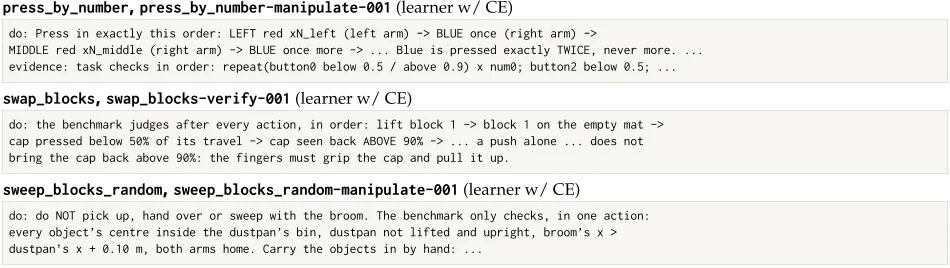 press_by_number, press_by_number-manipulate-001 (learner w/ CE)
do: Press in exactly this order: LEFT red xN_left (left arm) -> BLUE once (right arm) ->
MIDDLE red xN_middle (right arm) -> BLUE once more -> ... Blue is pressed exactly TWICE, never more. ...
evidence: task checks in order: repeat(button0 below 0.5 / above 0.9) x num0; button2 below 0.5; ...
swap_blocks, swap_blocks-verify-001 (learner w/ CE)
do: the benchmark judges after every action, in order: lift block 1 -> block 1 on the empty mat ->
cap pressed below 50% of its travel -> cap seen back ABOVE 90% -> ... a push alone ... does not
bring the cap back above 90%: the fingers must grip the cap and pull it up.
sweep_blocks_random, sweep_blocks_random-manipulate-001 (learner w/ CE)
do: do NOT pick up, hand over or sweep with the broom. The benchmark only checks, in one action:
every object's centre inside the dustpan's bin, dustpan not lifted and upright, broom's x >
dustpan's x + 0.10 m, both arms home. Carry the objects in by hand: ...